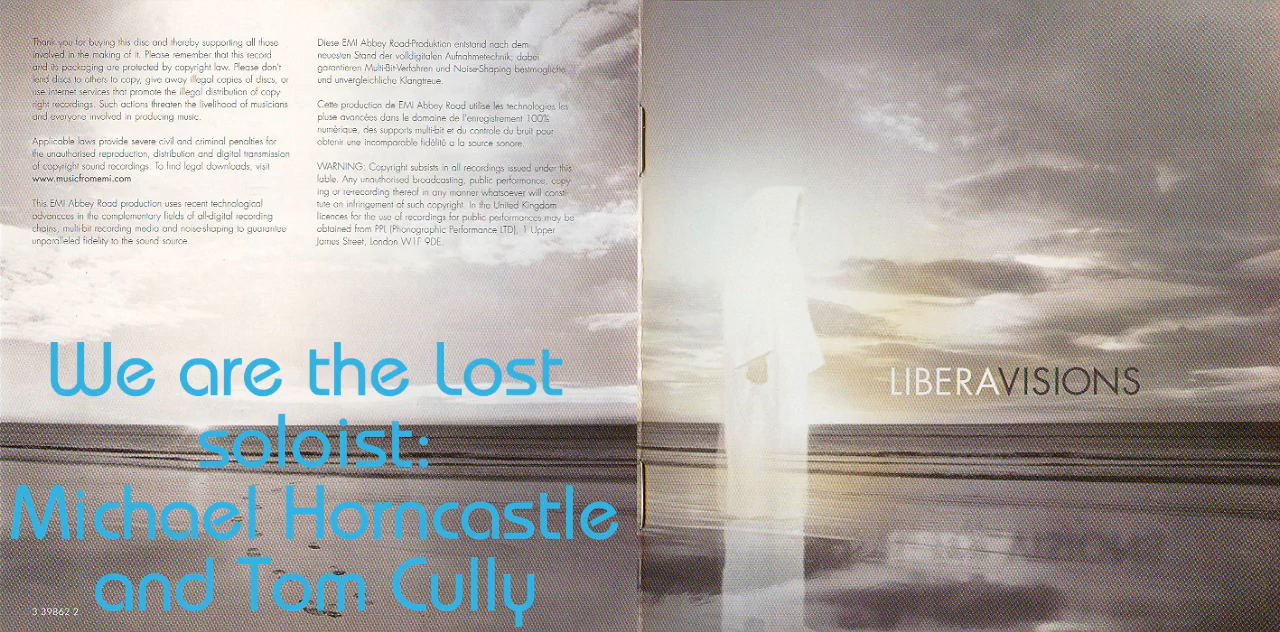 Thank you for buying this disc and thereby supporting all those
involved in the making of it. Please remember that this record
and its packaging are protected by copyright law. Please don't
lend discs to others to copy, give away illegal copies of discs, or
use internet services that promote the illegal distribution of copy-
right recordings. Such actions threaten the livelihood of musicians
and everyone involved in producing music.
Applicable laws provide severe civil and criminal penalties for
the unauthorised reproduction, distribution and digital transmission
of copyright sound recordings. To find legal downloads, visit
www.musicfromemi.com
This EMI Abbey Road production uses recent technological
advancces in the complementary fields of all-digital recording
chains, multi-bit recording media and noise-shaping to guarantee
unparalleled fidelity to the sound source.
Diese EMI Abbey Road-Produktion entstand nach dem
neuesten Stand der volldigitalen Aufnahmetechnik, dabei
garantieren Multi-Bit-Verfahren und Noise-Shaping bestmogliche
und unvergleichliche Klangtreue.
Cette production de EMI Abbey Road utilise les technologies les
pluse avancées dans le domaine de l'enregistrement 100%
numérique, des supports multi-bit et du controle du bruit pour
obtenir une incomparable fidélité a la source sonore.
WARNING: Copyright subsists in all recordings issued under this
lable. Any unauthorised broadcasting, public performance, copy-
ing or re-recording thereof in any manner whatsoever will consti-
tute an infringement of such copyright. In the United Kingdom
licences for the use of recordings for public performances may be
obtained from PPL (Phonographic Performance LTD), 1 Upper
James Street, London W1F 9DE.
We are the Lost
soloist:
Michael Horncastle
and Tom Cully
3 39862 2
LIBERAVISIONS